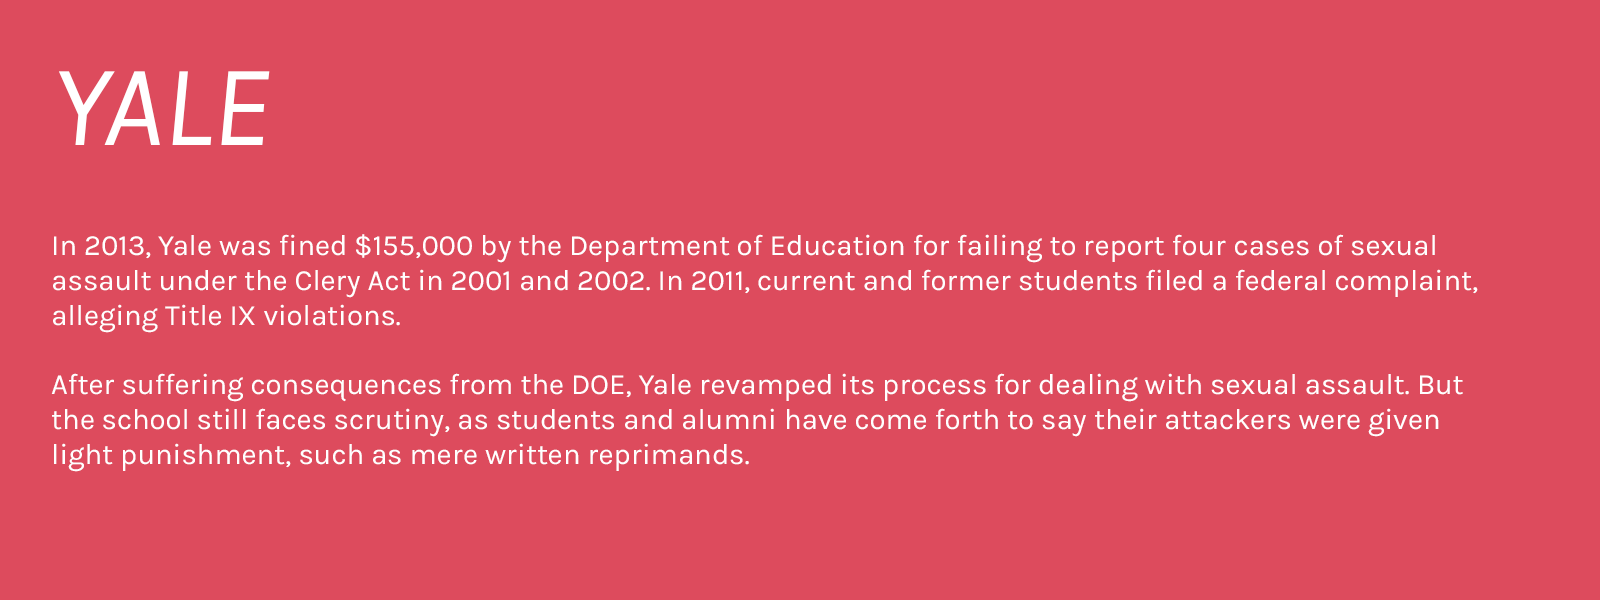 YALE
In 2013, Yale was fined $155,000 by the Department of Education for failing to report four cases of sexual
assault under the Clery Act in 2001 and 2002. In 2011, current and former students filed a federal complaint,
alleging Title IX violations.
After suffering consequences from the DOE, Yale revamped its process for dealing with sexual assault. But
the school still faces scrutiny, as students and alumni have come forth to say their attackers were given
light punishment, such as mere written reprimands.